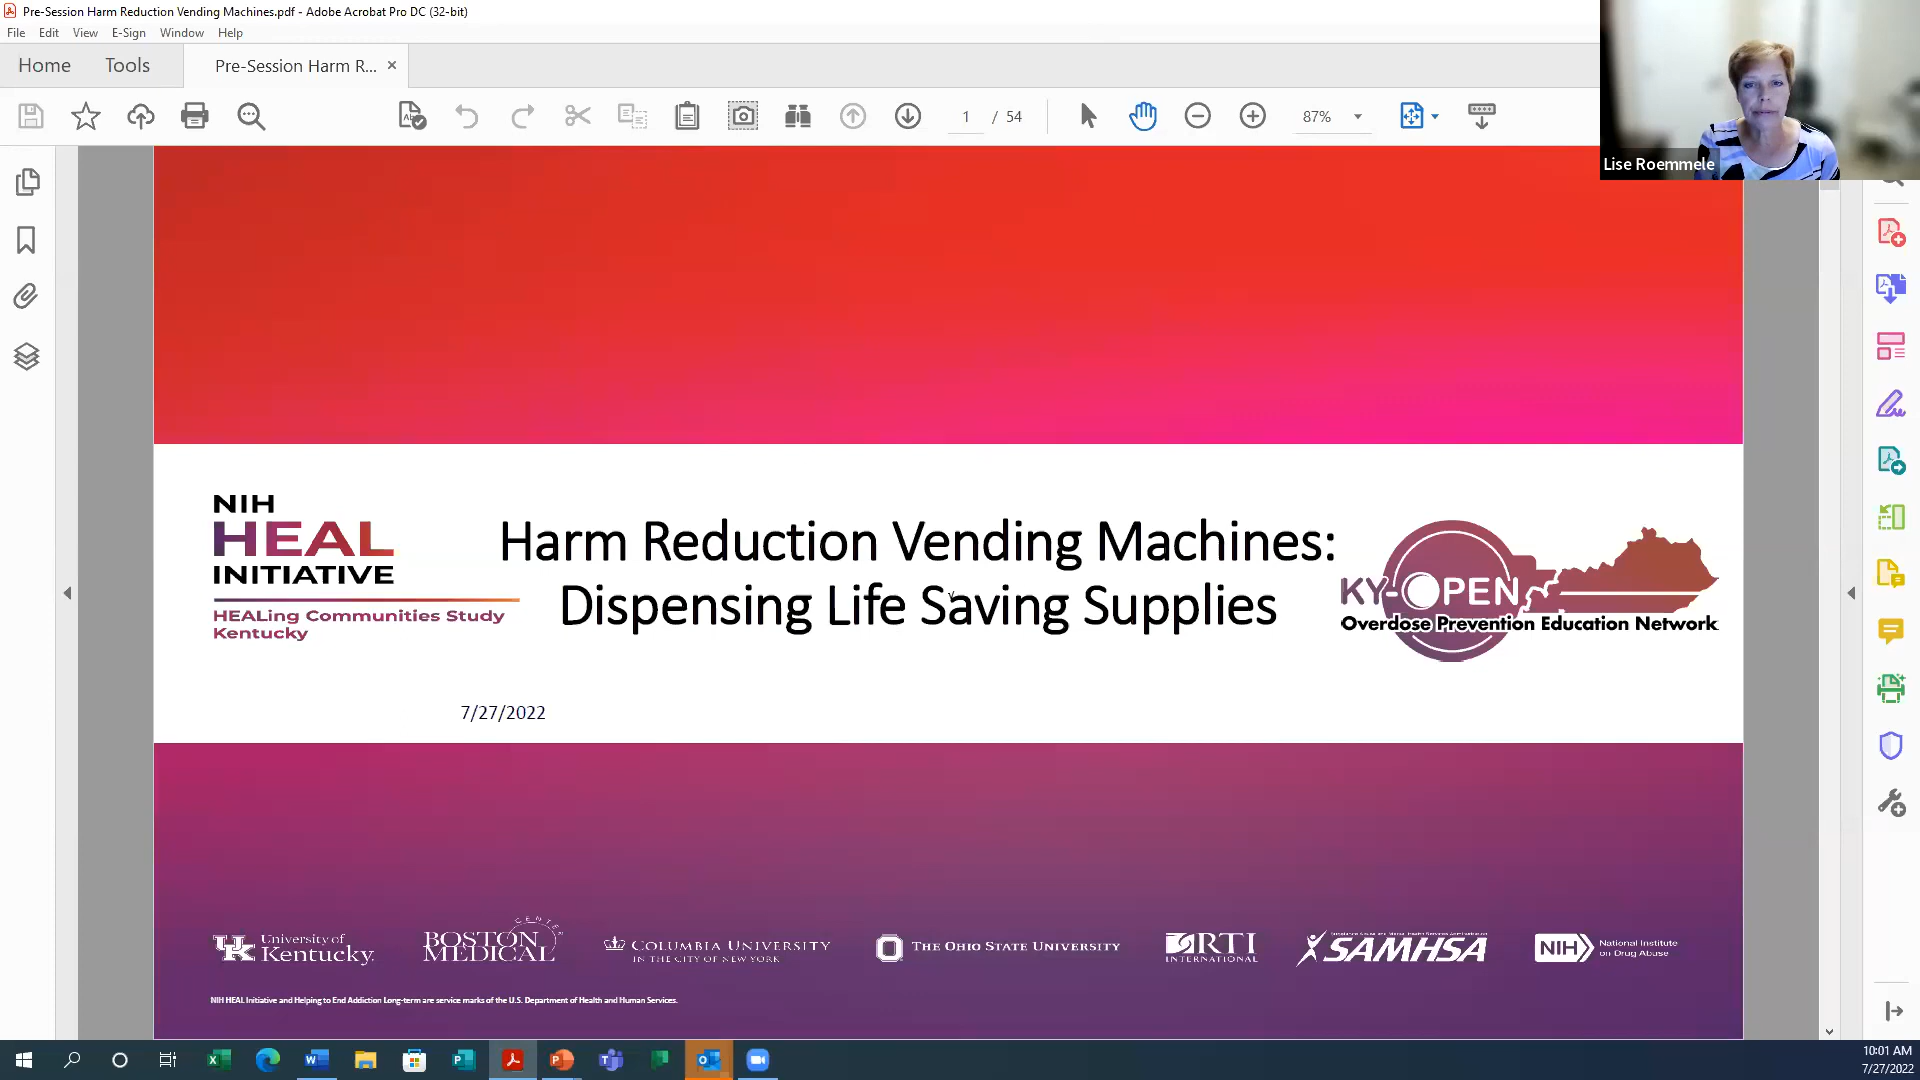 Pre-Session Harm Reduction Vending Machines.pdf - Adobe Acrobat Pro DC (32-bit)
File Edit View E-Sign Window Help
Home Tools Pre-Session Harm R... ×
1 / 54 87%
Lise Roemmele
NIH
HEAL
INITIATIVE
HEALing Communities Study
Kentucky
Harm Reduction Vending Machines:
Dispensing Life Saving Supplies
KY-OPEN
Overdose Prevention Education Network
7/27/2022
UK University of Kentucky
BOSTON MEDICAL CENTER
COLUMBIA UNIVERSITY
IN THE CITY OF NEW YORK
THE OHIO STATE UNIVERSITY
RTI
INTERNATIONAL
SAMHSA
NIH National Institute
on Drug Abuse
NIH HEAL Initiative and Helping to End Addiction Long-term are service marks of the U.S. Department of Health and Human Services.
10:01 AM
7/27/2022